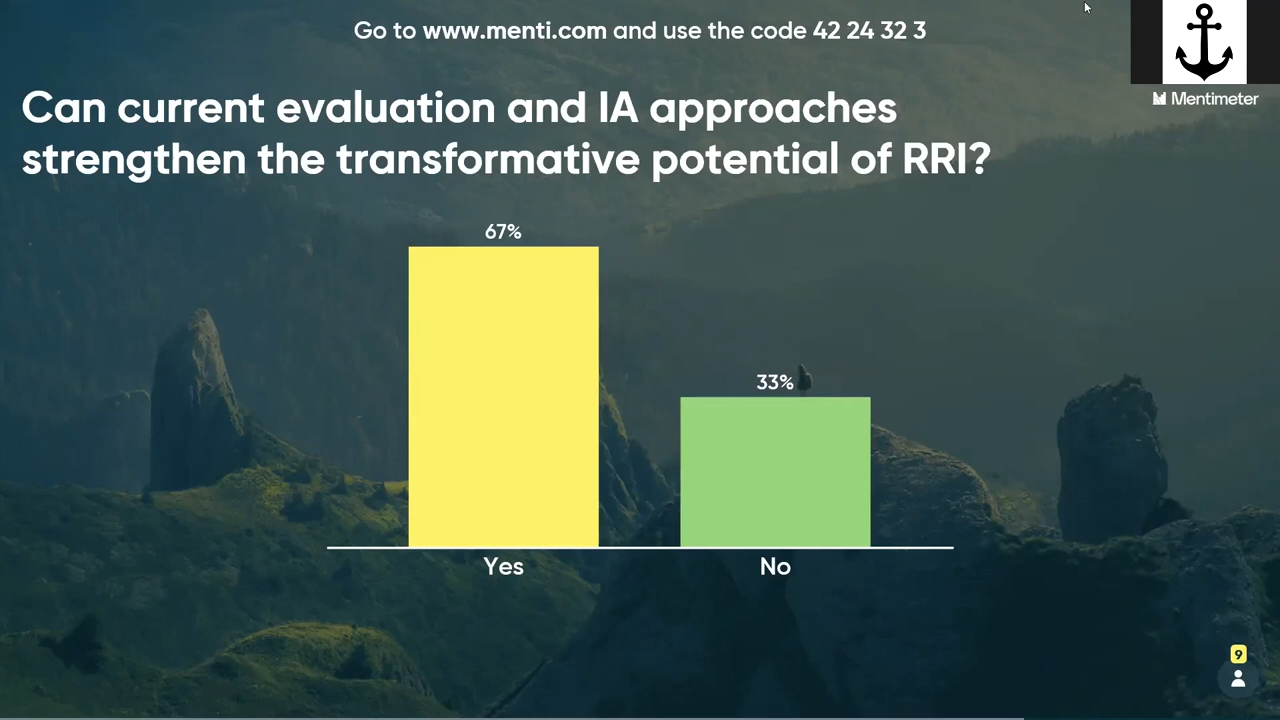 Go to www.menti.com and use the code 42 24 32 3
Mentimeter
Can current evaluation and IA approaches
strengthen the transformative potential of RRI?
67%
33%
Yes
No
9